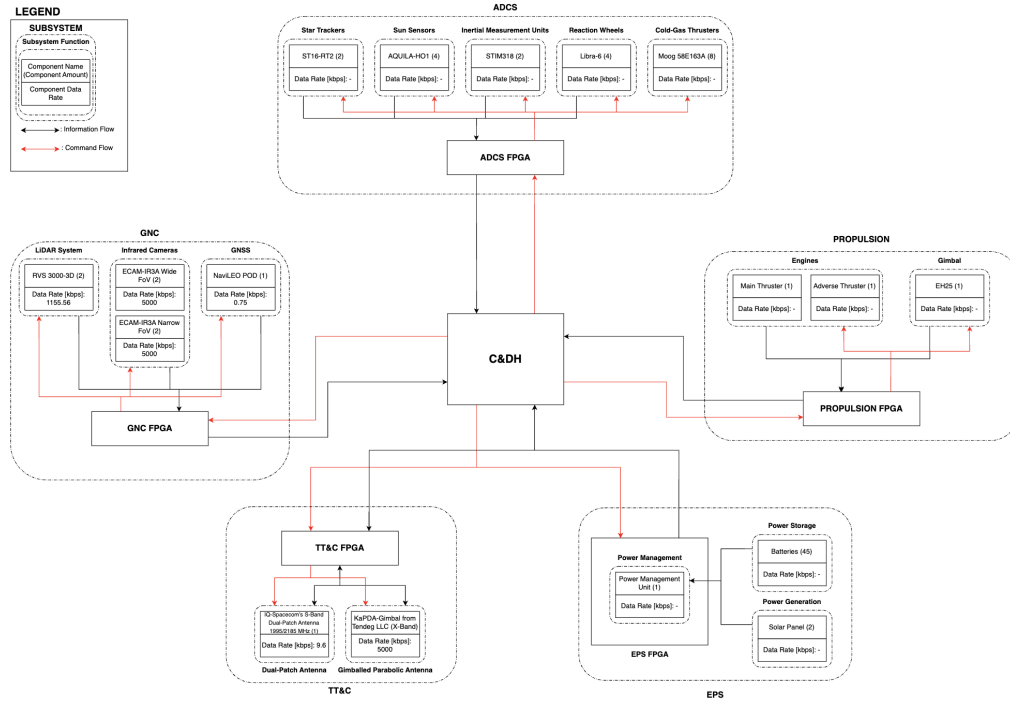 LEGEND
SUBSYSTEM
Subsystem Function
Component Name
(Component Amount)
Component Data
Rate
: Information Flow
: Command Flow
ADCS
Star Trackers
ST16-RT2 (2)
Data Rate [kbps]: -
Sun Sensors
AQUILA-HO1 (4)
Data Rate [kbps]: -
Inertial Measurement Units
STIM318 (2)
Data Rate [kbps]: -
Reaction Wheels
Libra-6 (4)
Data Rate [kbps]: -
Cold-Gas Thrusters
Moog 58E163A (8)
Data Rate [kbps]: -
ADCS FPGA
GNC
LiDAR System
RVS 3000-3D (2)
Data Rate [kbps]:
1155.56
Infrared Cameras
ECAM-IR3A Wide
FoV (2)
Data Rate [kbps]:
5000
ECAM-IR3A Narrow
FoV (2)
Data Rate [kbps]:
5000
GNSS
NaviLEO POD (1)
Data Rate [kbps]:
0.75
GNC FPGA
C&DH
PROPULSION
Engines
Main Thruster (1)
Data Rate [kbps]: -
Adverse Thruster (1)
Data Rate [kbps]: -
Gimbal
EH25 (1)
Data Rate [kbps]: -
PROPULSION FPGA
TT&C FPGA
IQ-Spacecom's S-Band
Dual-Patch Antenna
1995/2185 MHz (1)
Data Rate [kbps]: 9.6
Dual-Patch Antenna
KaPDA-Gimbal from
Tendeg LLC (X-Band)
Data Rate [kbps]:
5000
Gimballed Parabolic Antenna
TT&C
Power Management
Power Management
Unit (1)
Data Rate [kbps]: -
EPS FPGA
Power Storage
Batteries (45)
Data Rate [kbps]: -
Power Generation
Solar Panel (2)
Data Rate [kbps]: -
EPS